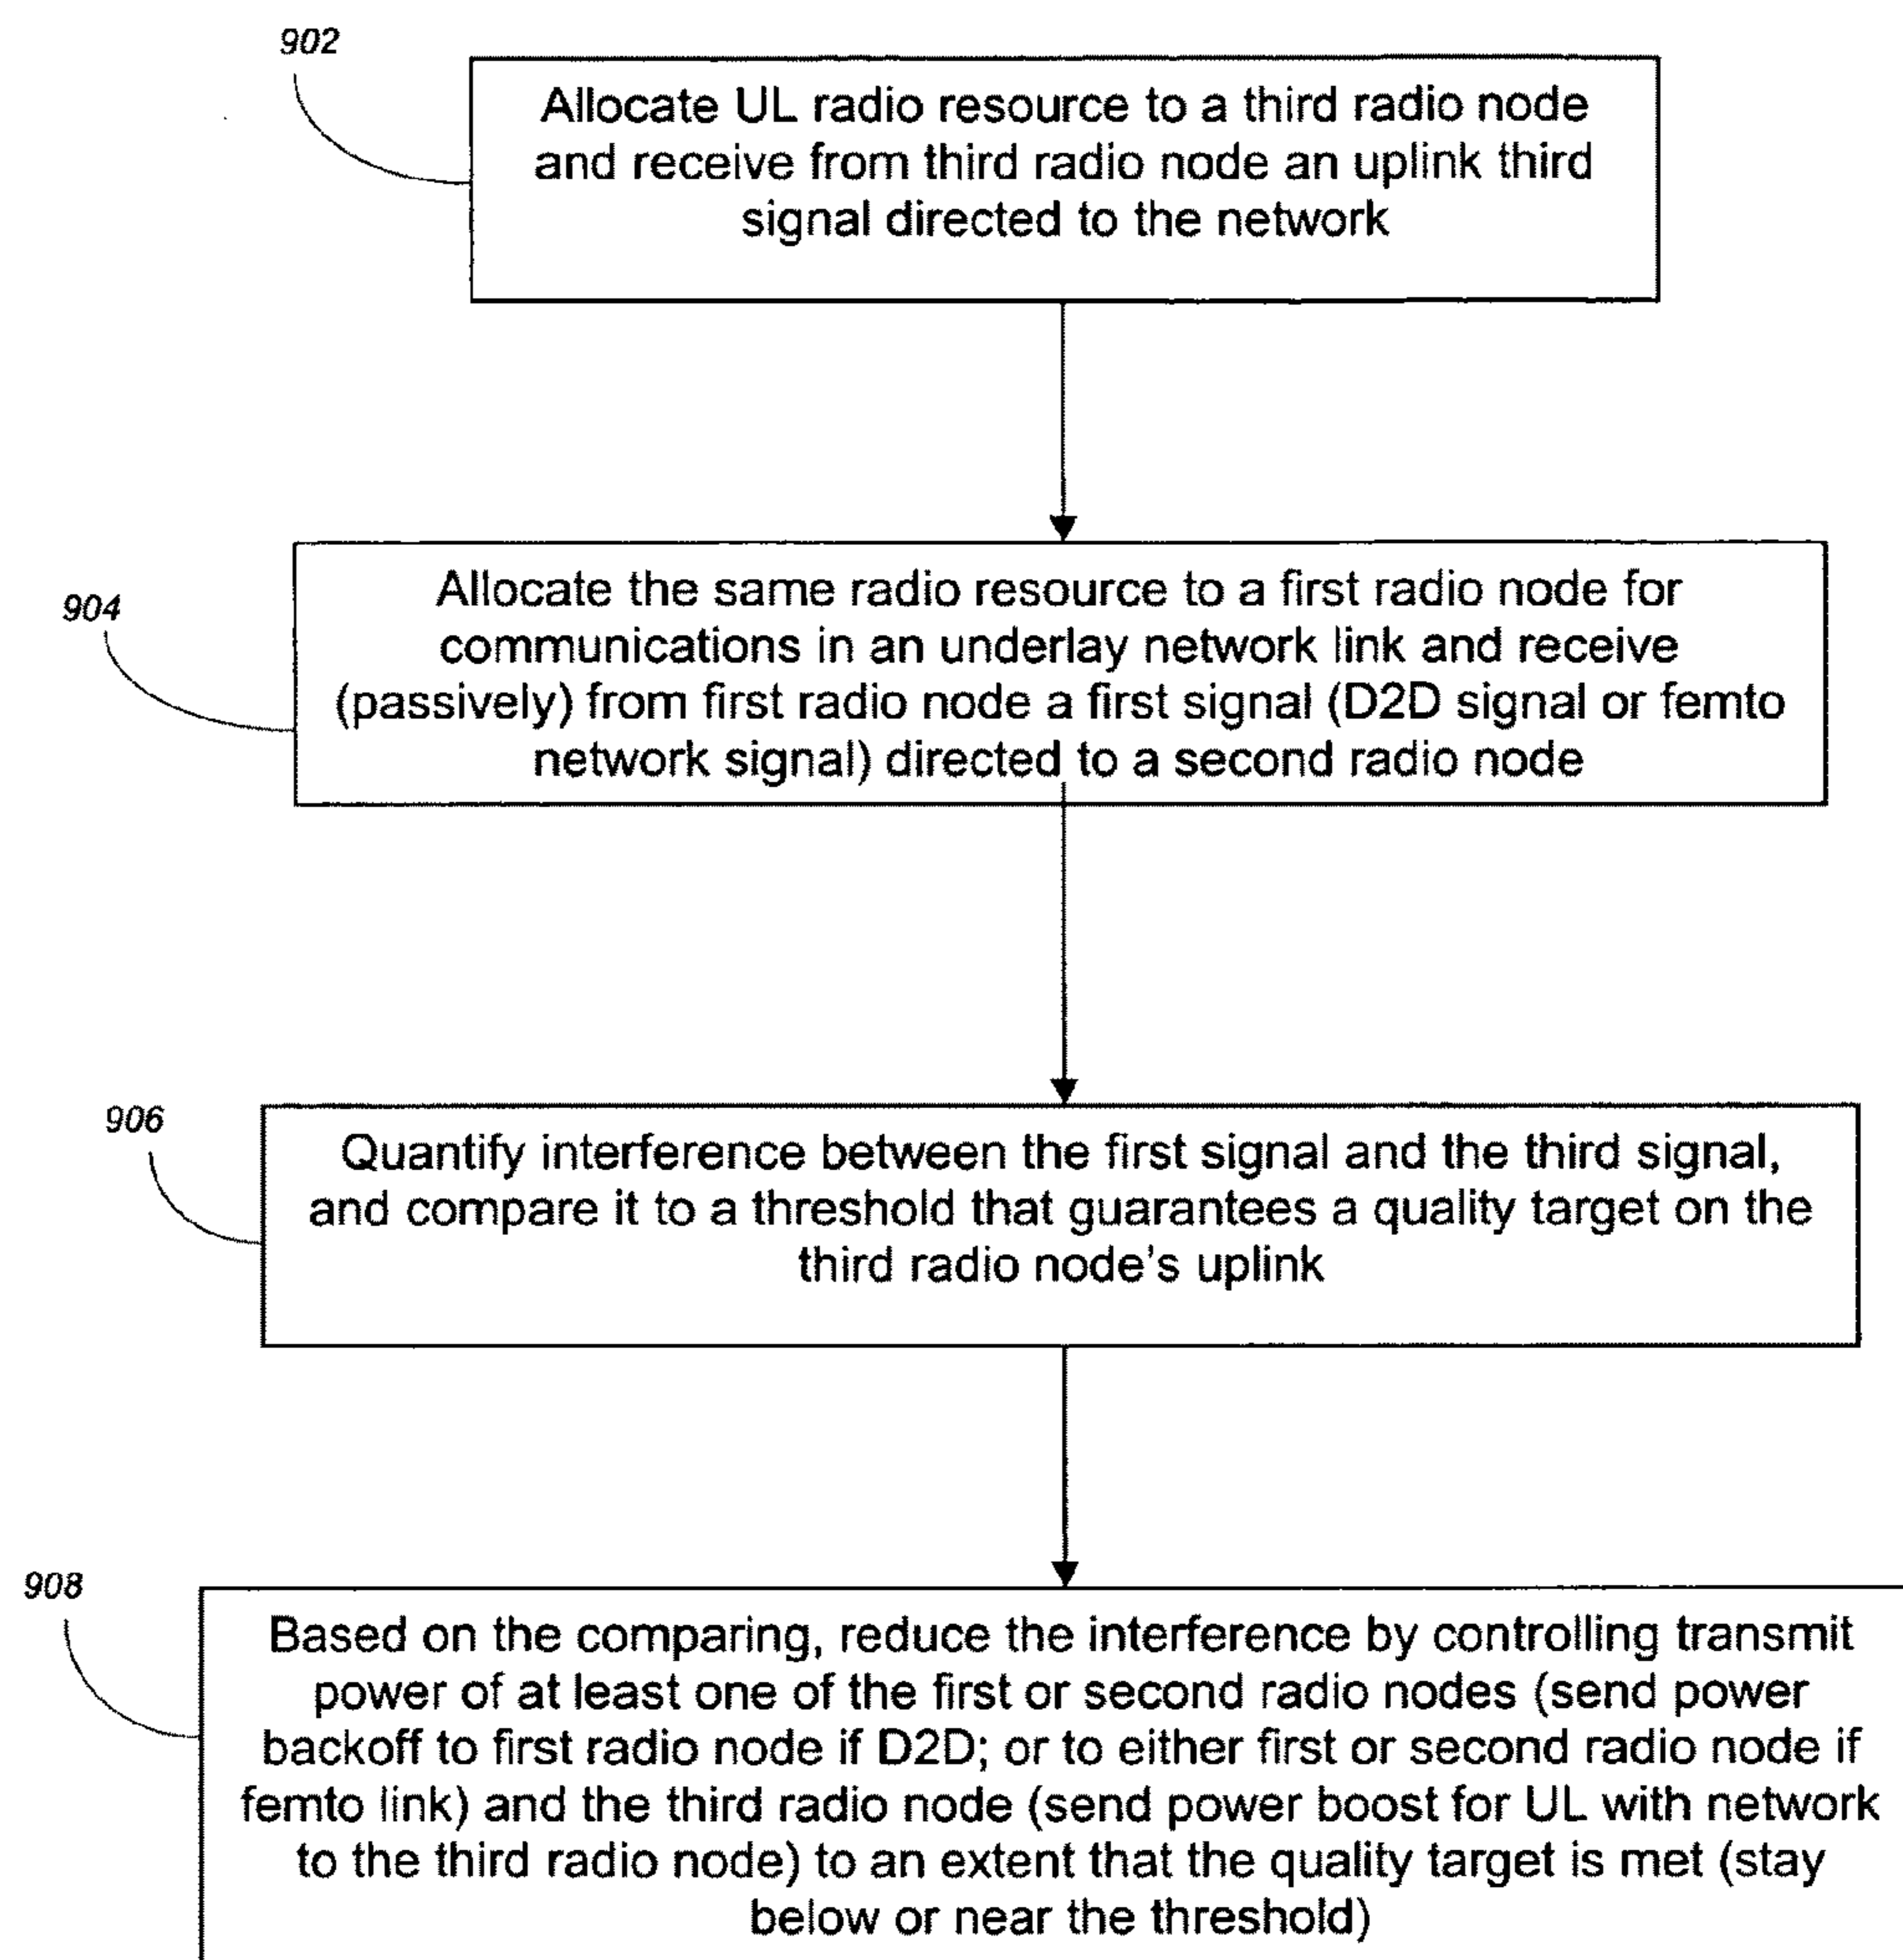 902
Allocate UL radio resource to a third radio node
and receive from third radio node an uplink third
signal directed to the network
904
Allocate the same radio resource to a first radio node for
communications in an underlay network link and receive
(passively) from first radio node a first signal (D2D signal or femto
network signal) directed to a second radio node
906
Quantify interference between the first signal and the third signal,
and compare it to a threshold that guarantees a quality target on the
third radio node's uplink
908
Based on the comparing, reduce the interference by controlling transmit
power of at least one of the first or second radio nodes (send power
backoff to first radio node if D2D; or to either first or second radio node if
femto link) and the third radio node (send power boost for UL with network
to the third radio node) to an extent that the quality target is met (stay
below or near the threshold)